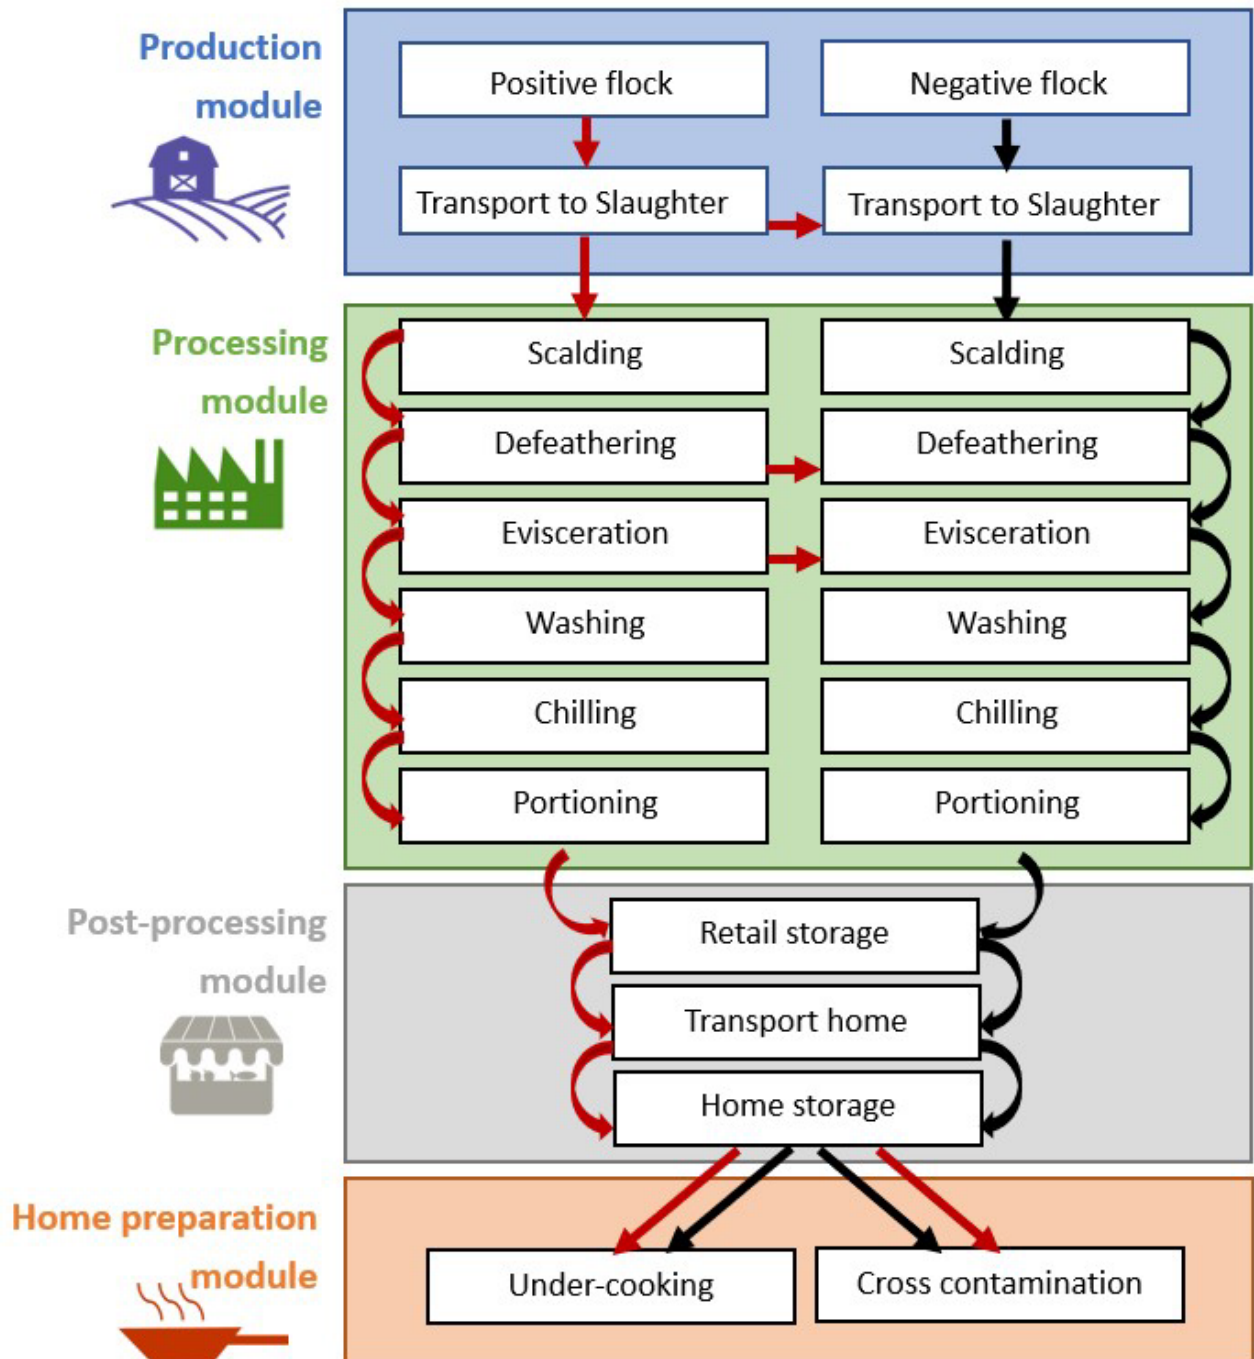 Production
module
Positive flock
Negative flock
Transport to Slaughter
Transport to Slaughter
Processing
module
Scalding
Scalding
Defeathering
Defeathering
Evisceration
Evisceration
Washing
Washing
Chilling
Chilling
Portioning
Portioning
Post-processing
module
Retail storage
Transport home
Home storage
Home preparation
module
Under-cooking
Cross contamination